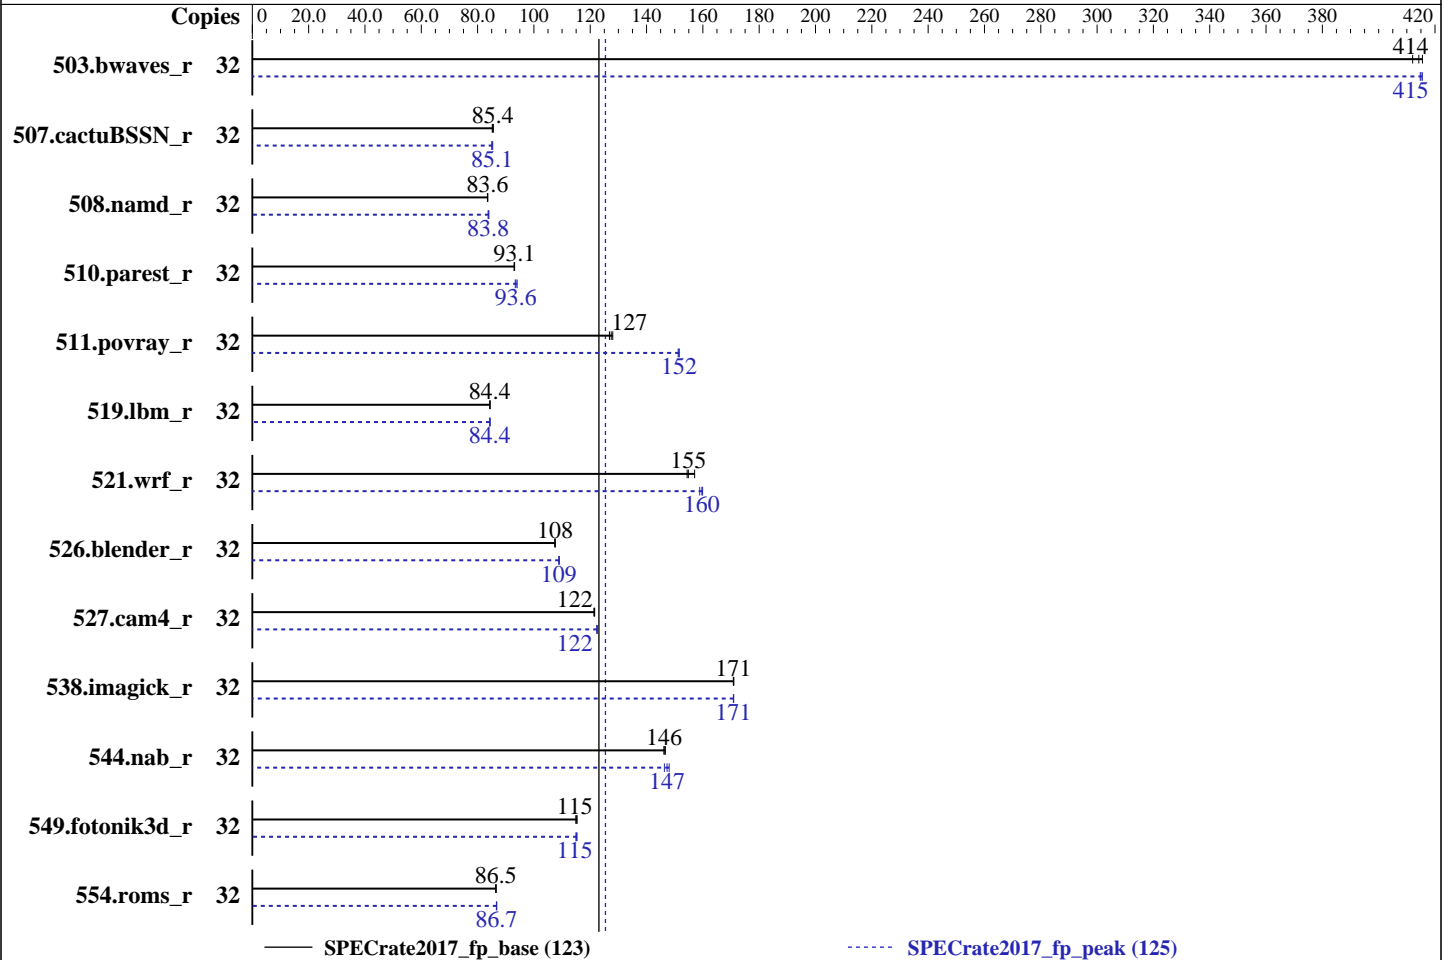 Copies 0 20.0 40.0 60.0 80.0 100 120 140 160 180 200 220 240 260 280 300 320 340 360 380 420
414
503.bwaves_r 32
415
85.4
507.cactuBSSN_r 32
85.1
83.6
508.namd_r 32
83.8
93.1
510.parest_r 32
93.6
127
511.povray_r 32
152
84.4
519.lbm_r 32
84.4
155
521.wrf_r 32
160
108
526.blender_r 32
109
122
527.cam4_r 32
122
171
538.imagick_r 32
171
146
544.nab_r 32
147
115
549.fotonik3d_r 32
115
86.5
554.roms_r 32
86.7
SPECrate2017_fp_base (123) SPECrate2017_fp_peak (125)